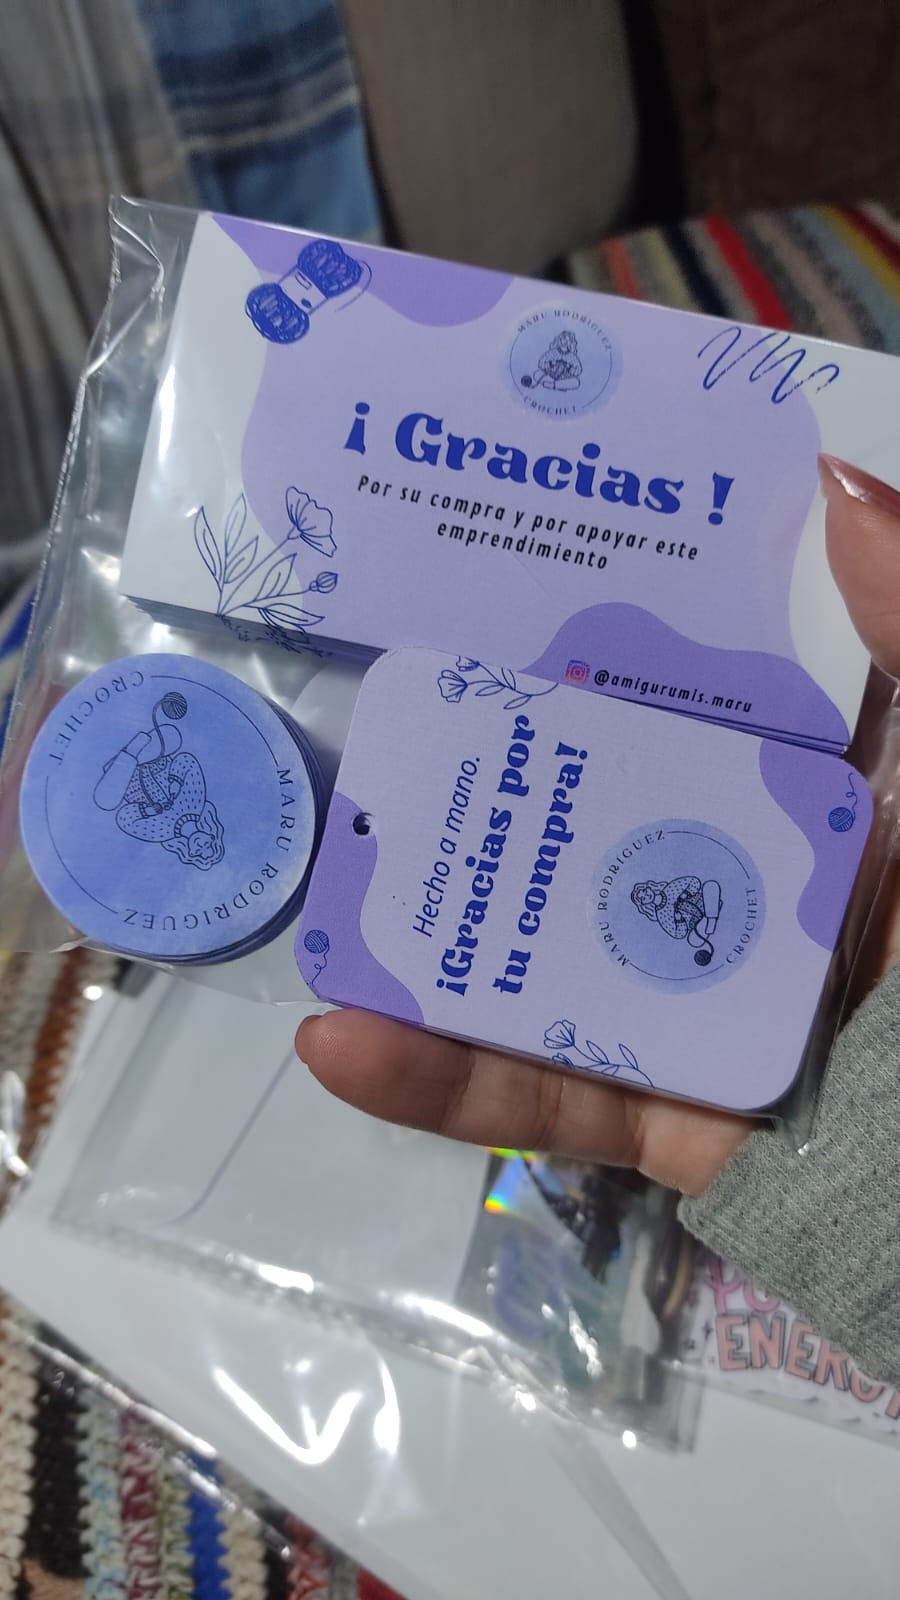 MARU RODRIGUEZ
CROCHET
¡ Gracias !
Por su compra y por apoyar este
emprendimiento
@amigurumis.maru
CROCHET
MARU RODRIGUEZ
Hecho a mano.
¡Gracias por
tu compra!
MARU RODRIGUEZ
CROCHET